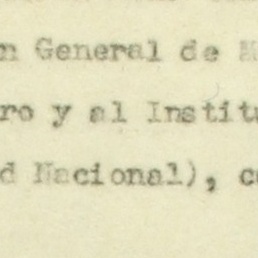 n General de M
ro y al Institu
d Nacional), c